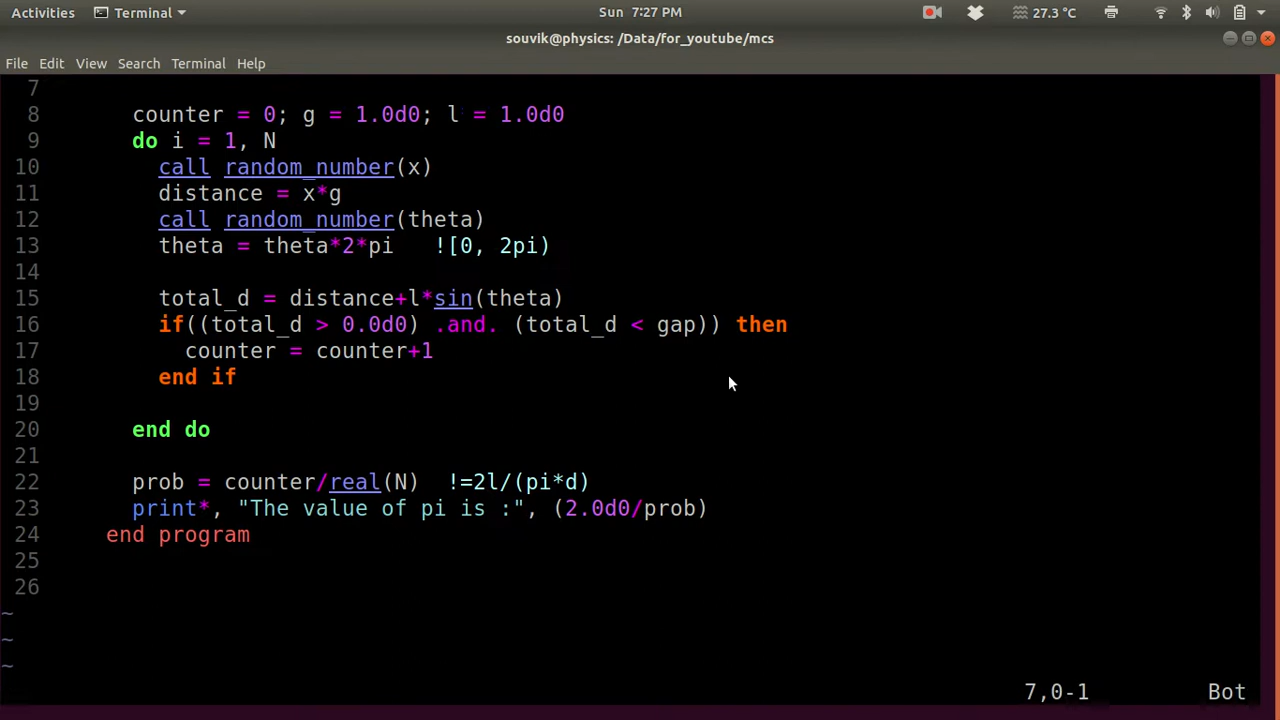 Activities Terminal Sun 7:27 PM 27.3 °C
souvik@physics: /Data/for_youtube/mcs
File Edit View Search Terminal Help
7
8 counter = 0; g = 1.0d0; l = 1.0d0
9 do i = 1, N
10 call random_number(x)
11 distance = x*g
12 call random_number(theta)
13 theta = theta*2*pi ![0, 2pi)
14
15 total_d = distance+l*sin(theta)
16 if((total_d > 0.0d0) .and. (total_d < gap)) then
17 counter = counter+1
18 end if
19
20 end do
21
22 prob = counter/real(N) !=2l/(pi*d)
23 print*, "The value of pi is :", (2.0d0/prob)
24 end program
25
26
~
~
~
7,0-1 Bot